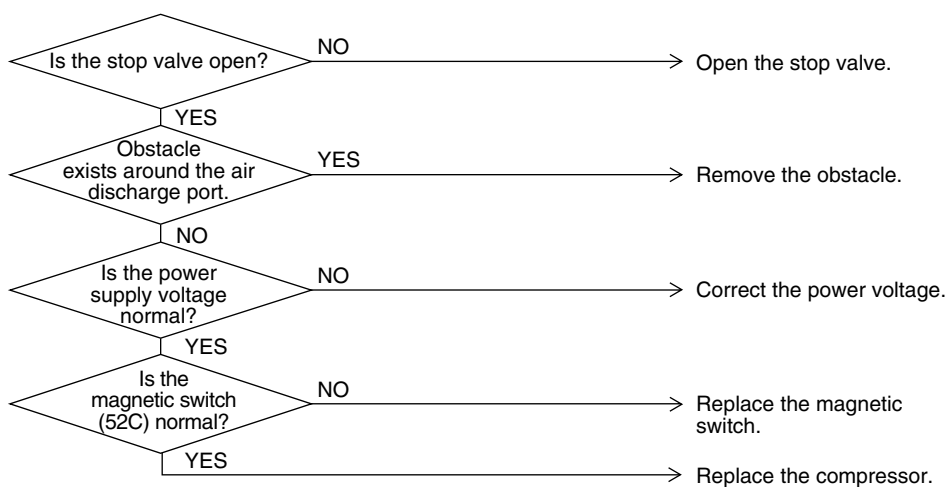 Is the stop valve open?
NO
Open the stop valve.
YES
Obstacle
exists around the air
discharge port.
YES
Remove the obstacle.
NO
Is the power
supply voltage
normal?
NO
Correct the power voltage.
YES
Is the
magnetic switch
(52C) normal?
NO
Replace the magnetic
switch.
YES
Replace the compressor.